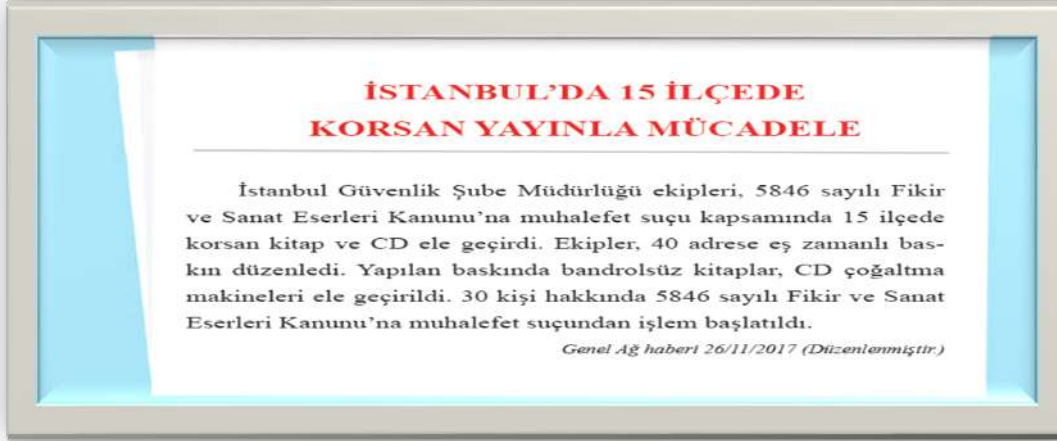 İSTANBUL’DA 15 İLÇEDE
KORSAN YAYINLA MÜCADELE
İstanbul Güvenlik Şube Müdürlüğü ekipleri, 5846 sayılı Fikir
ve Sanat Eserleri Kanunu’na muhalefet suçu kapsamında 15 ilçede
korsan kitap ve CD ele geçirdi. Ekipler, 40 adrese eş zamanlı bas-
kın düzenledi. Yapılan baskında bandrolsüz kitaplar, CD çoğaltma
makineleri ele geçirildi. 30 kişi hakkında 5846 sayılı Fikir ve Sanat
Eserleri Kanunu’na muhalefet suçundan işlem başlatıldı.
Genel Ağ haberi 26/11/2017 (Düzenlenmiştir.)